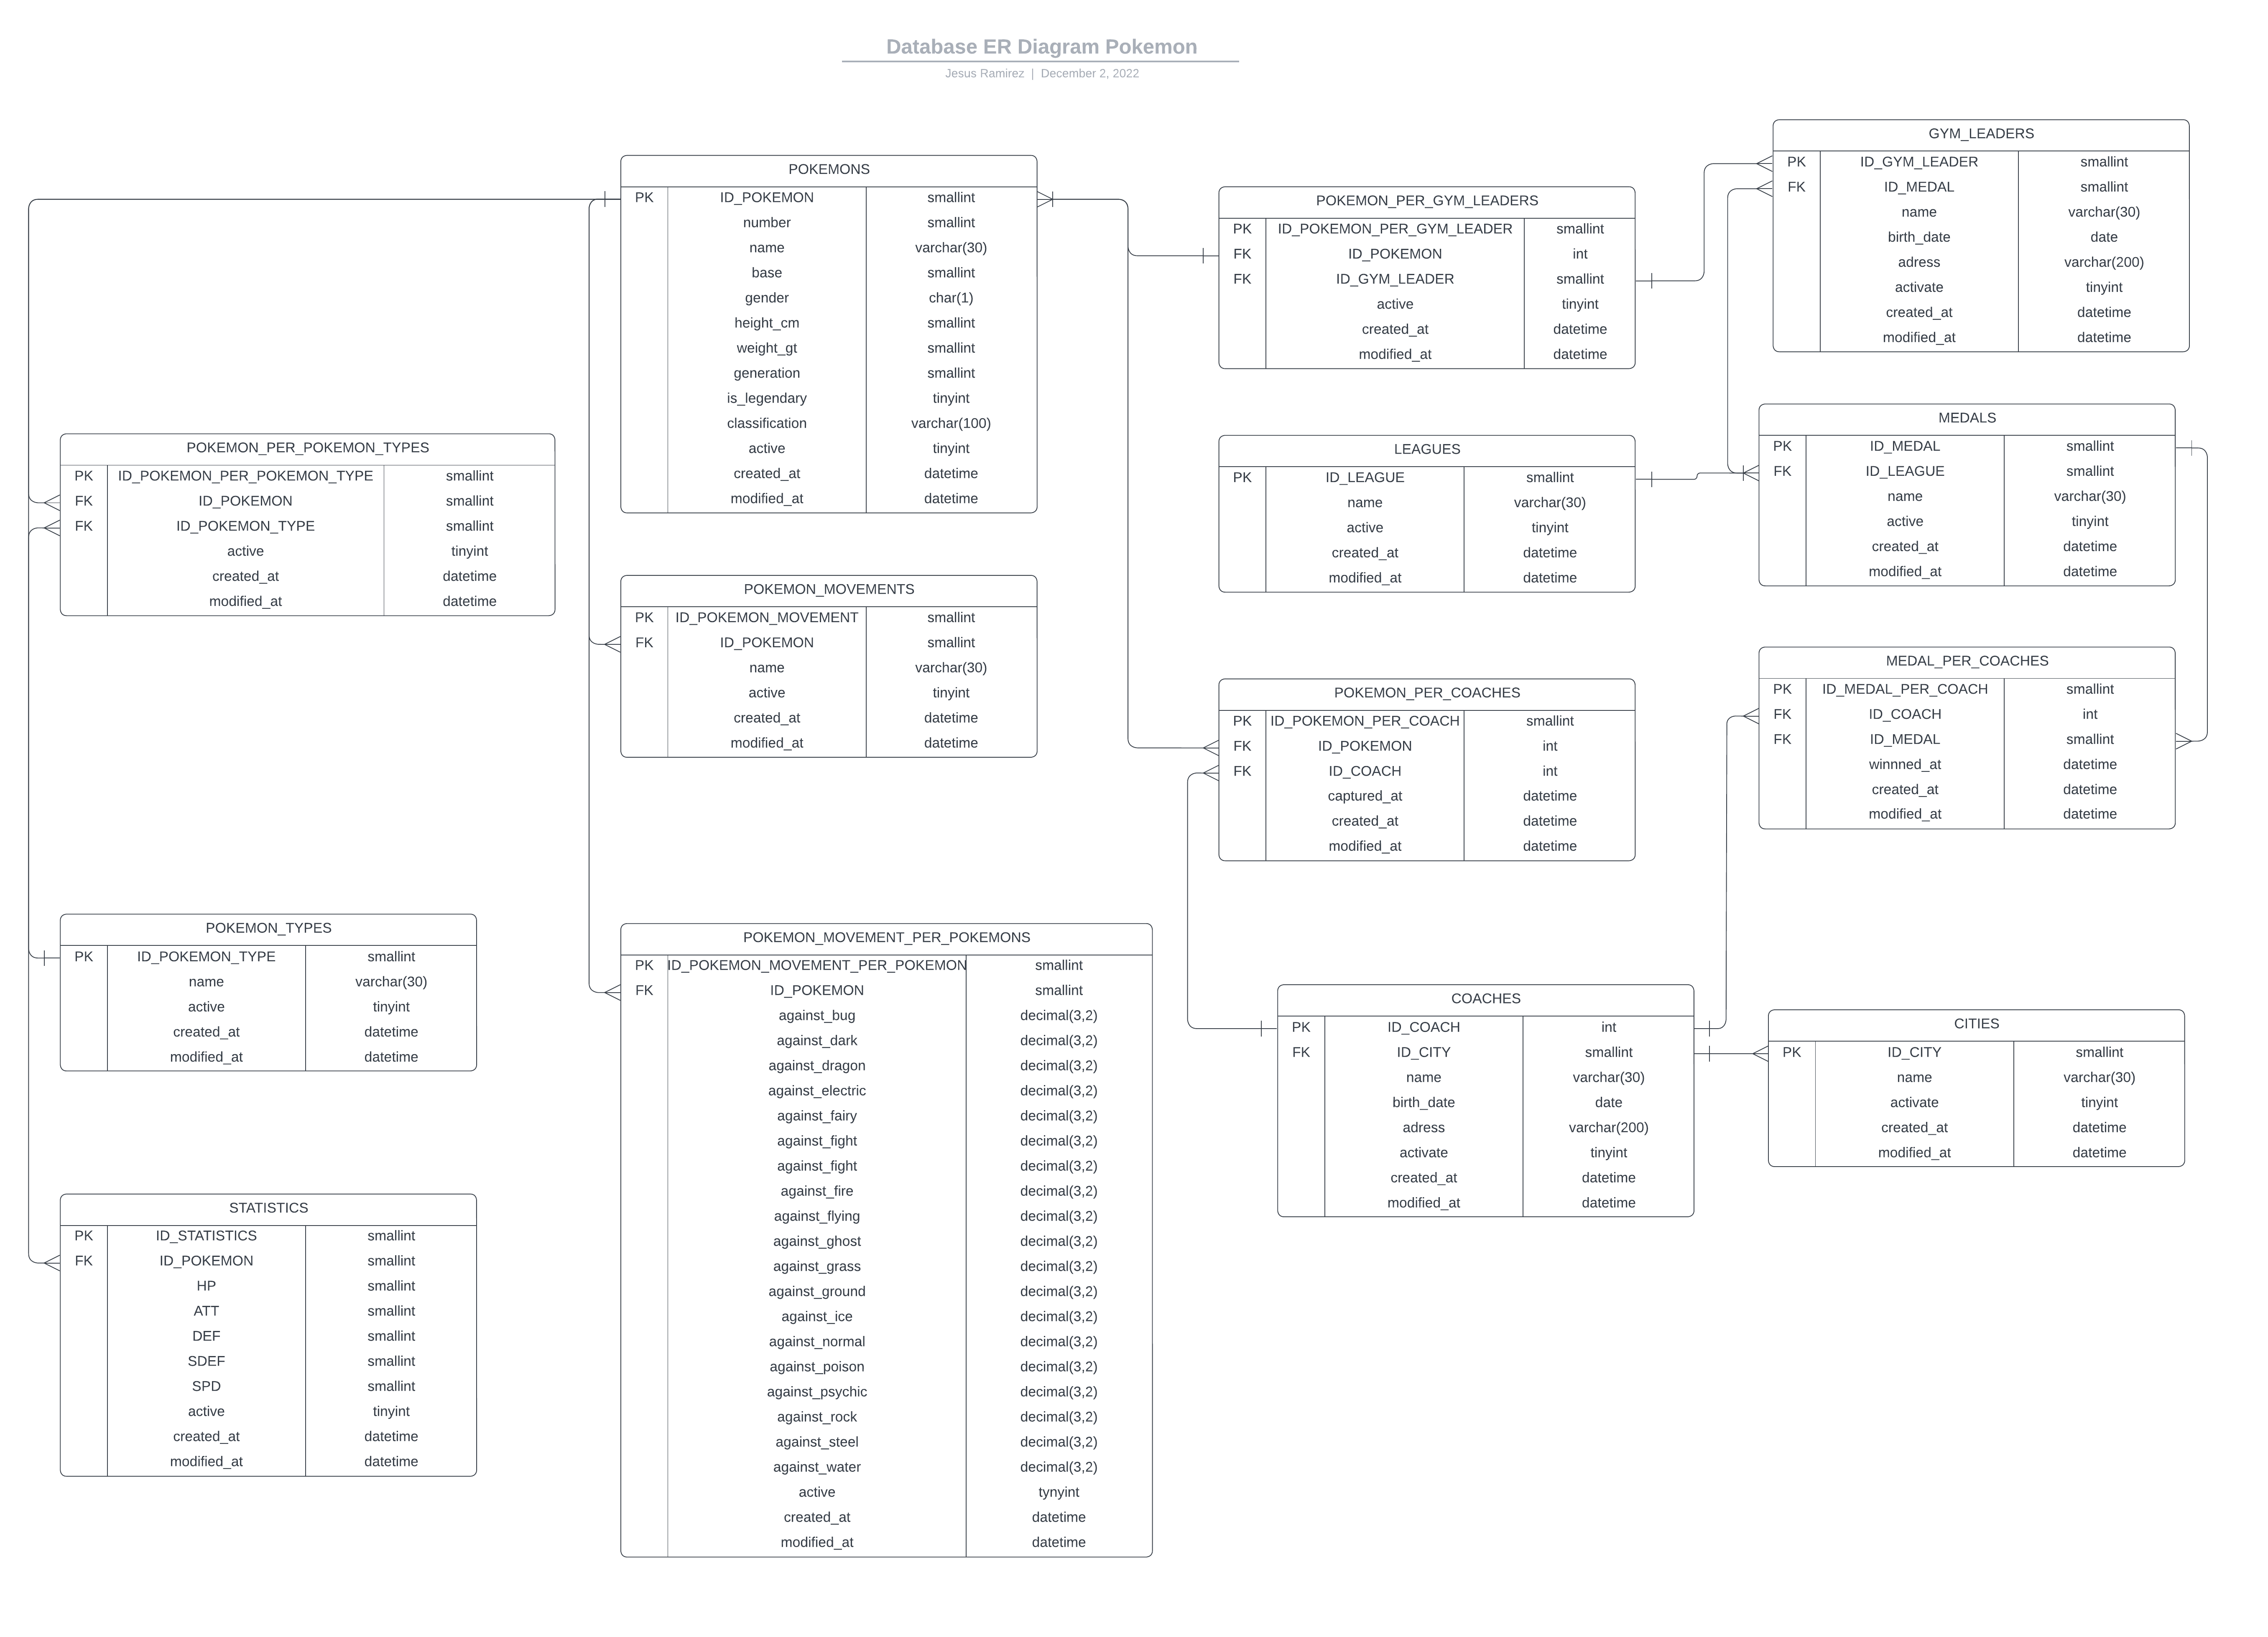 Database ER Diagram Pokemon
Jesus Ramirez | December 2, 2022
POKEMONS
PK ID_POKEMON smallint
number smallint
name varchar(30)
base smallint
gender char(1)
height_cm smallint
weight_gt smallint
generation smallint
is_legendary tinyint
classification varchar(100)
active tinyint
created_at datetime
modified_at datetime
POKEMON_PER_GYM_LEADERS
PK ID_POKEMON_PER_GYM_LEADER smallint
FK ID_POKEMON int
FK ID_GYM_LEADER smallint
active tinyint
created_at datetime
modified_at datetime
GYM_LEADERS
PK ID_GYM_LEADER smallint
FK ID_MEDAL smallint
name varchar(30)
birth_date date
adress varchar(200)
activate tinyint
created_at datetime
modified_at datetime
POKEMON_PER_POKEMON_TYPES
PK ID_POKEMON_PER_POKEMON_TYPE smallint
FK ID_POKEMON smallint
FK ID_POKEMON_TYPE smallint
active tinyint
created_at datetime
modified_at datetime
LEAGUES
PK ID_LEAGUE smallint
name varchar(30)
active tinyint
created_at datetime
modified_at datetime
MEDALS
PK ID_MEDAL smallint
FK ID_LEAGUE smallint
name varchar(30)
active tinyint
created_at datetime
modified_at datetime
POKEMON_MOVEMENTS
PK ID_POKEMON_MOVEMENT smallint
FK ID_POKEMON smallint
name varchar(30)
active tinyint
created_at datetime
modified_at datetime
POKEMON_PER_COACHES
PK ID_POKEMON_PER_COACH smallint
FK ID_POKEMON int
FK ID_COACH int
captured_at datetime
created_at datetime
modified_at datetime
MEDAL_PER_COACHES
PK ID_MEDAL_PER_COACH smallint
FK ID_COACH int
FK ID_MEDAL smallint
winnned_at datetime
created_at datetime
modified_at datetime
POKEMON_TYPES
PK ID_POKEMON_TYPE smallint
name varchar(30)
active tinyint
created_at datetime
modified_at datetime
POKEMON_MOVEMENT_PER_POKEMONS
PK ID_POKEMON_MOVEMENT_PER_POKEMON smallint
FK ID_POKEMON smallint
against_bug decimal(3,2)
against_dark decimal(3,2)
against_dragon decimal(3,2)
against_electric decimal(3,2)
against_fairy decimal(3,2)
against_fight decimal(3,2)
against_fight decimal(3,2)
against_fire decimal(3,2)
against_flying decimal(3,2)
against_ghost decimal(3,2)
against_grass decimal(3,2)
against_ground decimal(3,2)
against_ice decimal(3,2)
against_normal decimal(3,2)
against_poison decimal(3,2)
against_psychic decimal(3,2)
against_rock decimal(3,2)
against_steel decimal(3,2)
against_water decimal(3,2)
active tynyint
created_at datetime
modified_at datetime
COACHES
PK ID_COACH int
FK ID_CITY smallint
name varchar(30)
birth_date date
adress varchar(200)
activate tinyint
created_at datetime
modified_at datetime
CITIES
PK ID_CITY smallint
name varchar(30)
activate tinyint
created_at datetime
modified_at datetime
STATISTICS
PK ID_STATISTICS smallint
FK ID_POKEMON smallint
HP smallint
ATT smallint
DEF smallint
SDEF smallint
SPD smallint
active tinyint
created_at datetime
modified_at datetime